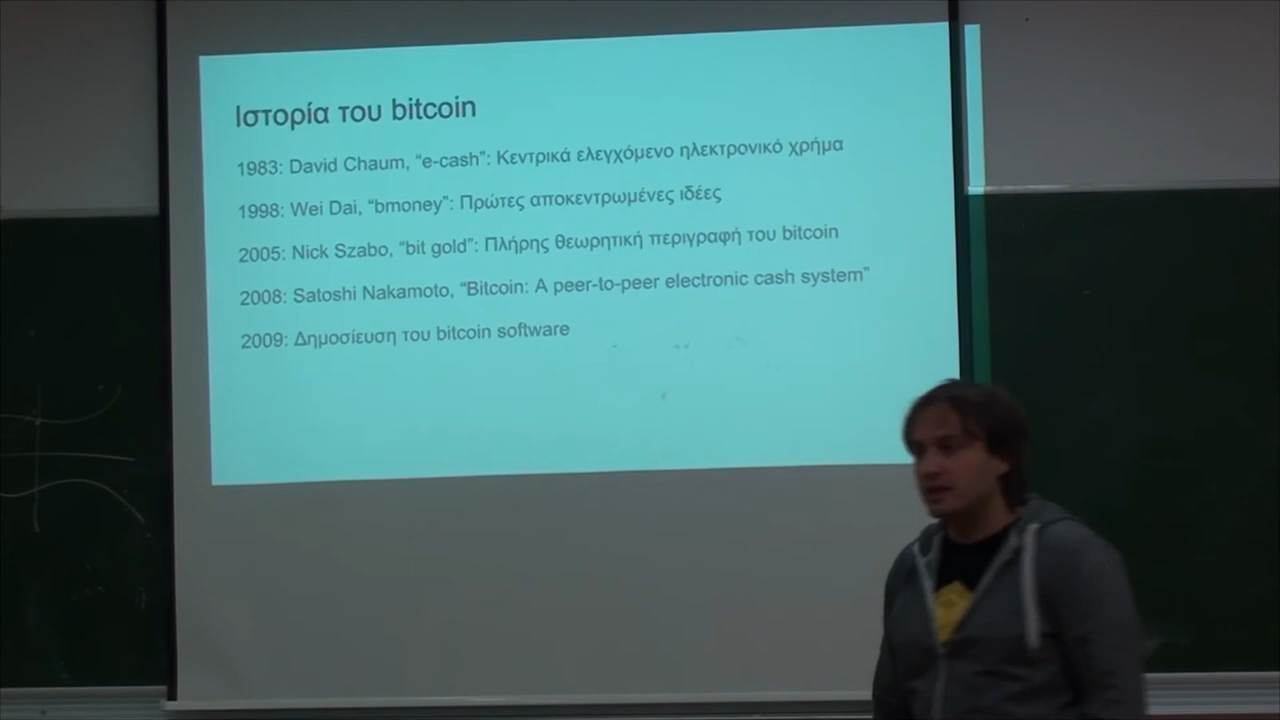 Ιστορία του bitcoin
1983: David Chaum, “e-cash”: Κεντρικά ελεγχόμενο ηλεκτρονικό χρήμα
1998: Wei Dai, “bmoney”: Πρώτες αποκεντρωμένες ιδέες
2005: Nick Szabo, “bit gold”: Πλήρης θεωρητική περιγραφή του bitcoin
2008: Satoshi Nakamoto, “Bitcoin: A peer-to-peer electronic cash system”
2009: Δημοσίευση του bitcoin software